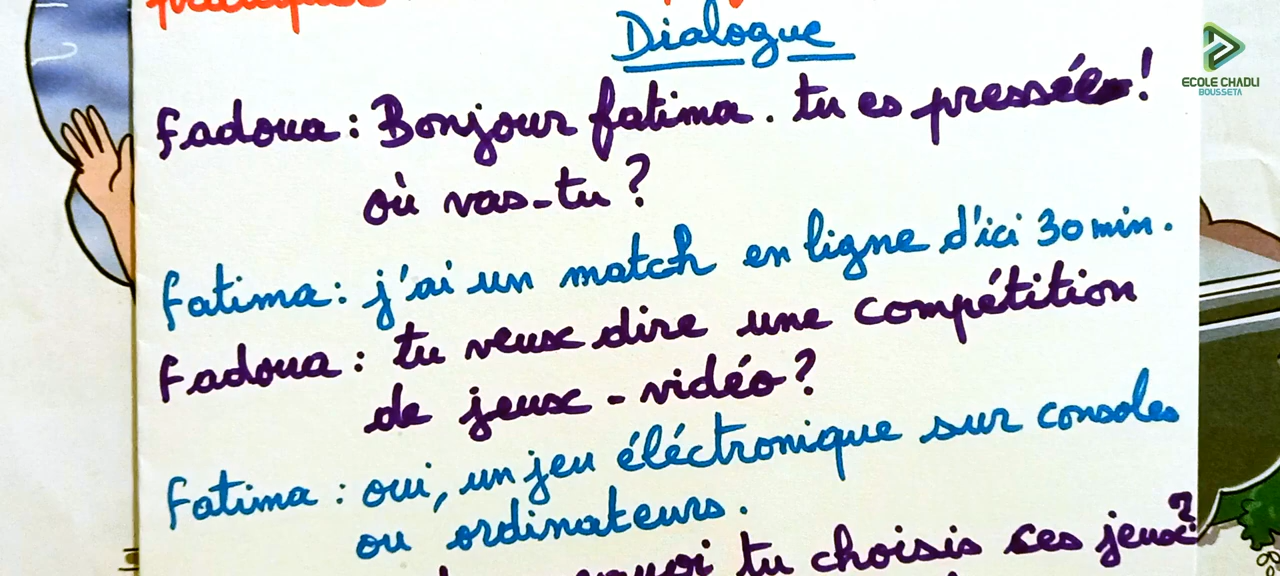 Dialogue
ECOLE CHADLI
BOUSSETA
Fadoua : Bonjour fatima. tu es pressée !
où vas-tu ?
Fatima : j'ai un match en ligne d'ici 30 min.
Fadoua : tu veux dire une compétition
de jeux - vidéo ?
Fatima : oui, un jeu éléctronique sur consoles
ou ordinateurs.
tu choisis ces jeux ?